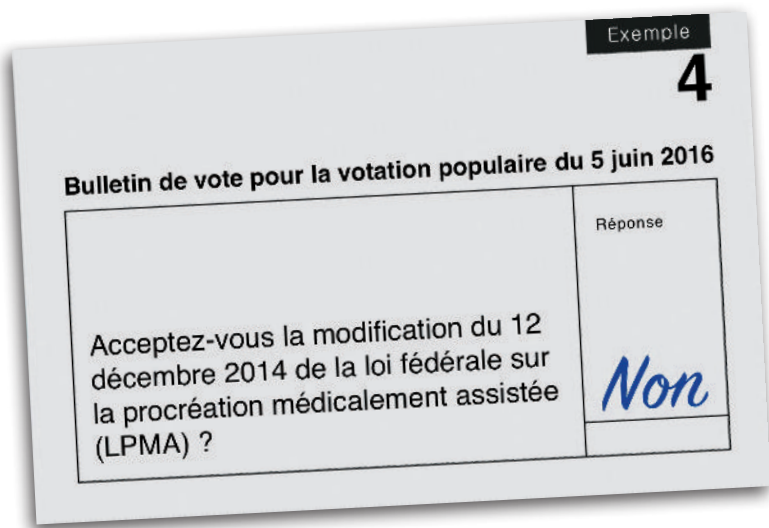 Exemple
4
Bulletin de vote pour la votation populaire du 5 juin 2016
Réponse
Acceptez-vous la modification du 12
décembre 2014 de la loi fédérale sur
la procréation médicalement assistée
(LPMA) ?
Non